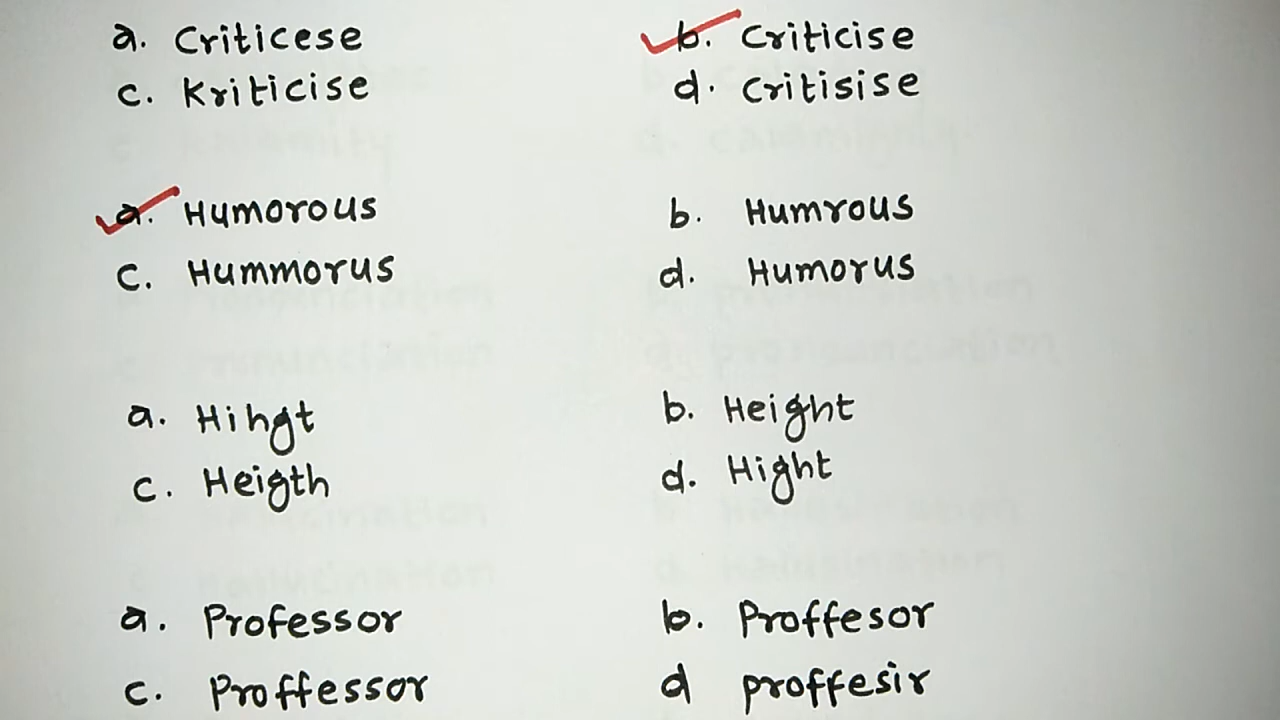 a. Criticese b. Criticise
c. Kriticise d. Critisise
a. Humorous b. Humrous
c. Hummorus d. Humorus
a. Hihgt b. Height
c. Heigth d. Hight
a. Professor b. Proffesor
c. Proffessor d proffesir